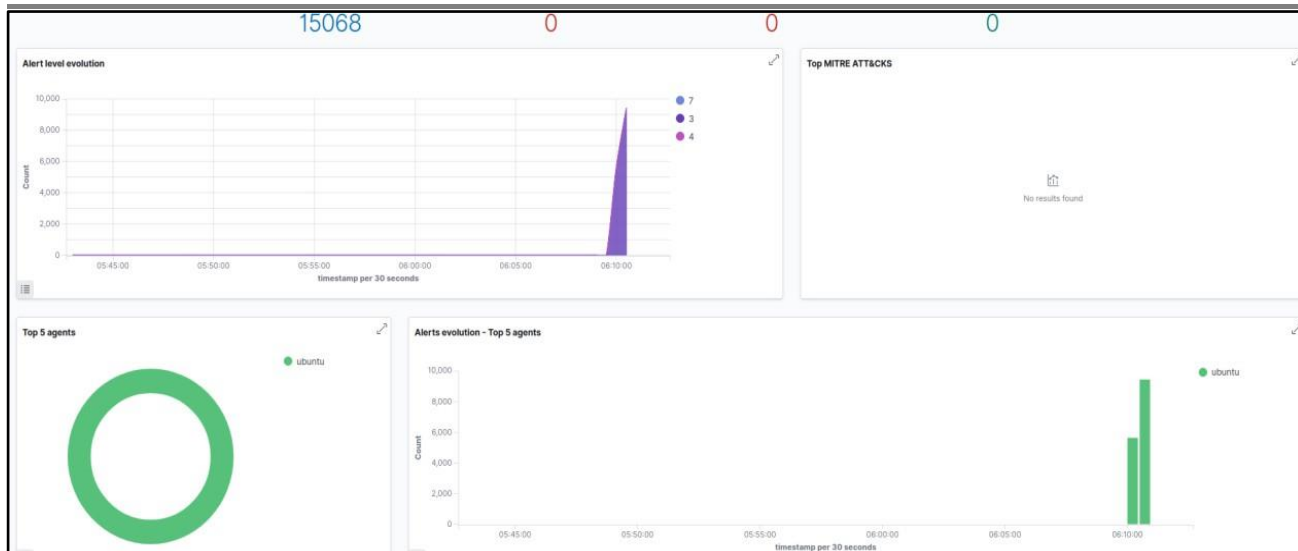 15068 0 0 0
Alert level evolution
10,000
8,000
6,000
4,000
2,000
0
Count
05:45:00 05:50:00 05:55:00 06:00:00 06:05:00 06:10:00
timestamp per 30 seconds
7
3
4
Top MITRE ATT&CKS
No results found
Top 5 agents
ubuntu
Alerts evolution - Top 5 agents
10,000
8,000
6,000
4,000
2,000
0
Count
05:45:00 05:50:00 05:55:00 06:00:00 06:05:00 06:10:00
timestamp per 30 seconds
ubuntu